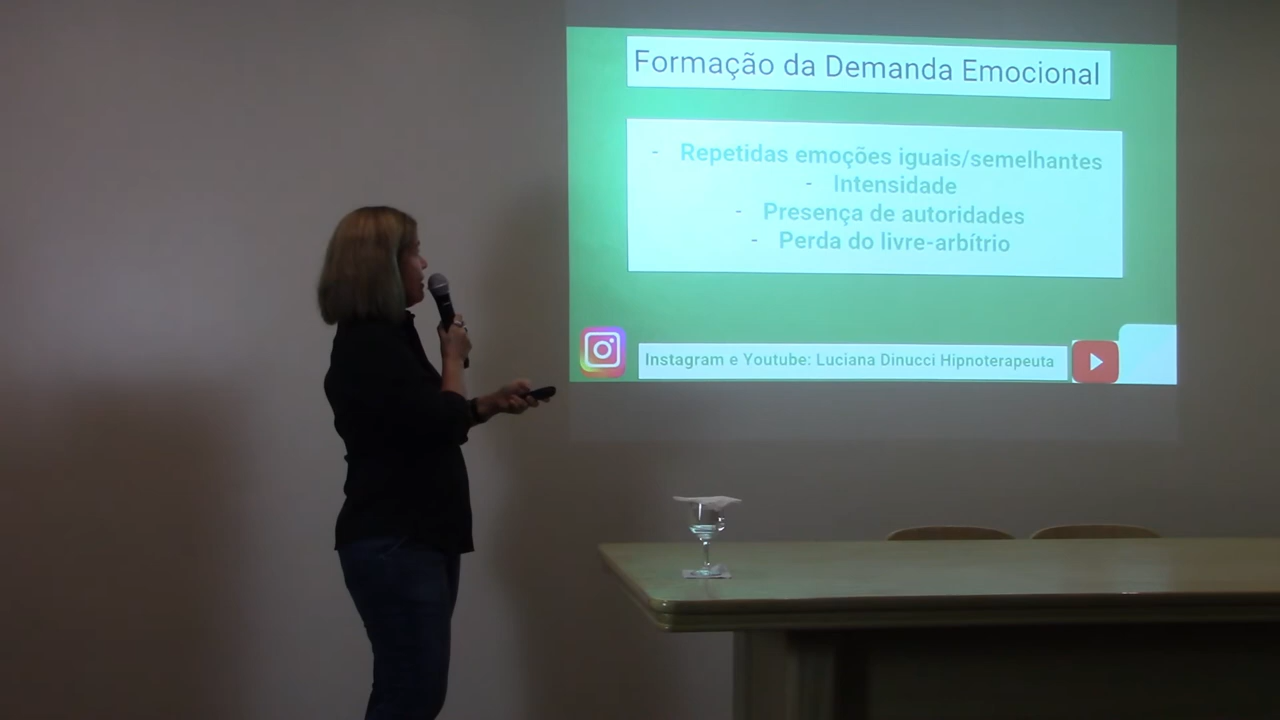 Formação da Demanda Emocional
- Repetidas emoções iguais/semelhantes
- Intensidade
- Presença de autoridades
- Perda do livre-arbítrio
Instagram e Youtube: Luciana Dinucci Hipnoterapeuta